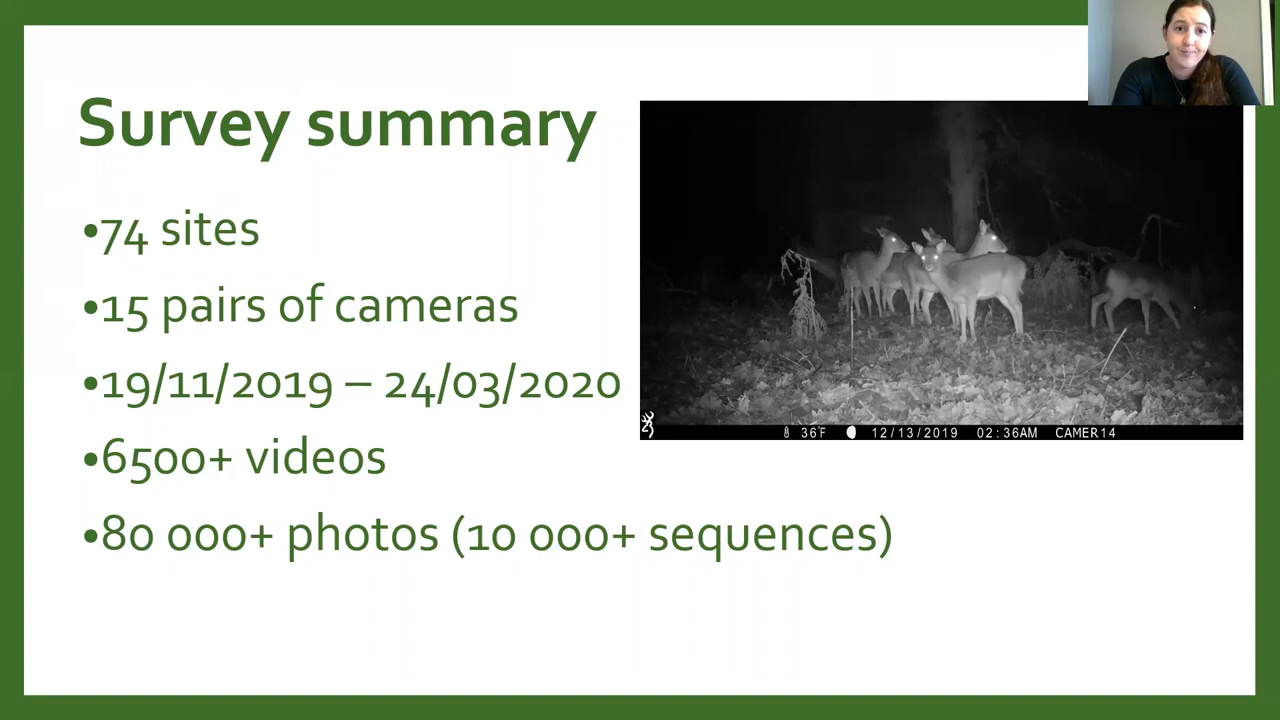 Survey summary
•74 sites
•15 pairs of cameras
•19/11/2019 – 24/03/2020
•6500+ videos
•80 000+ photos (10 000+ sequences)
36°F 12/13/2019 02:36AM CAMER14